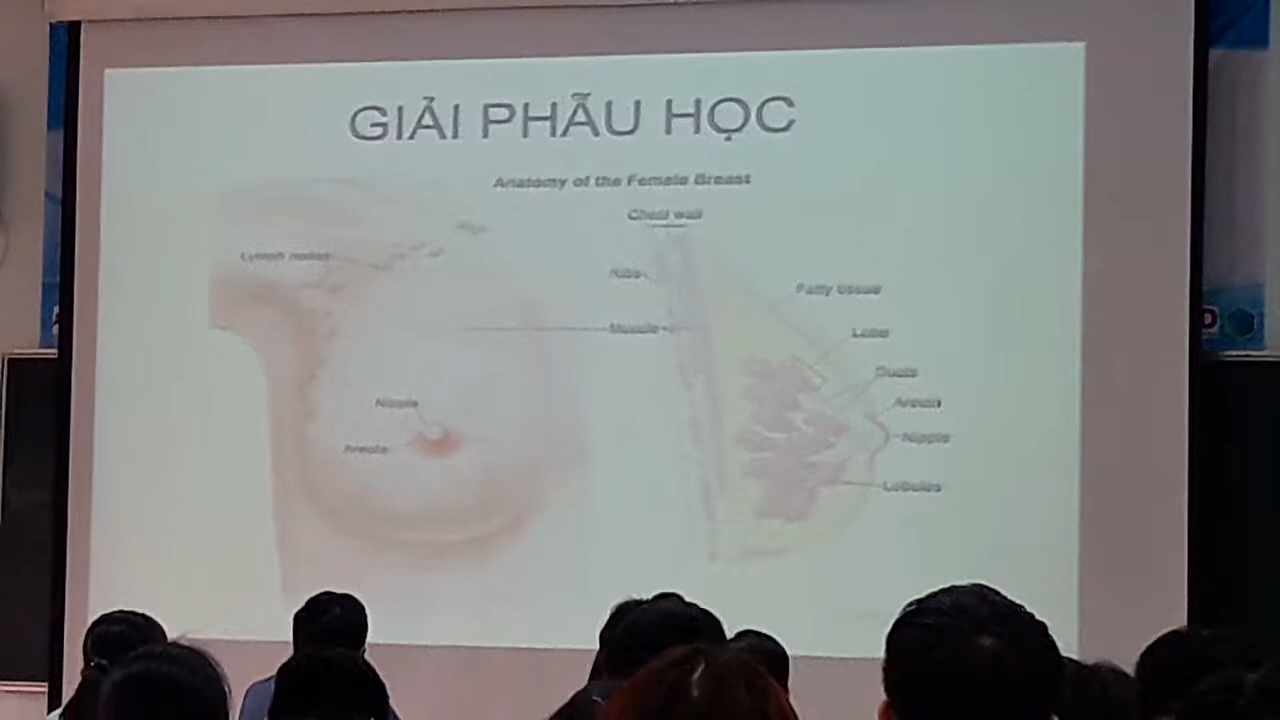 GIẢI PHẪU HỌC
Anatomy of the Female Breast
Chest wall
Lymph nodes
Ribs
Fatty tissue
Muscle
Lobe
Ducts
Nipple
Areola
Areola
Nipple
Lobules